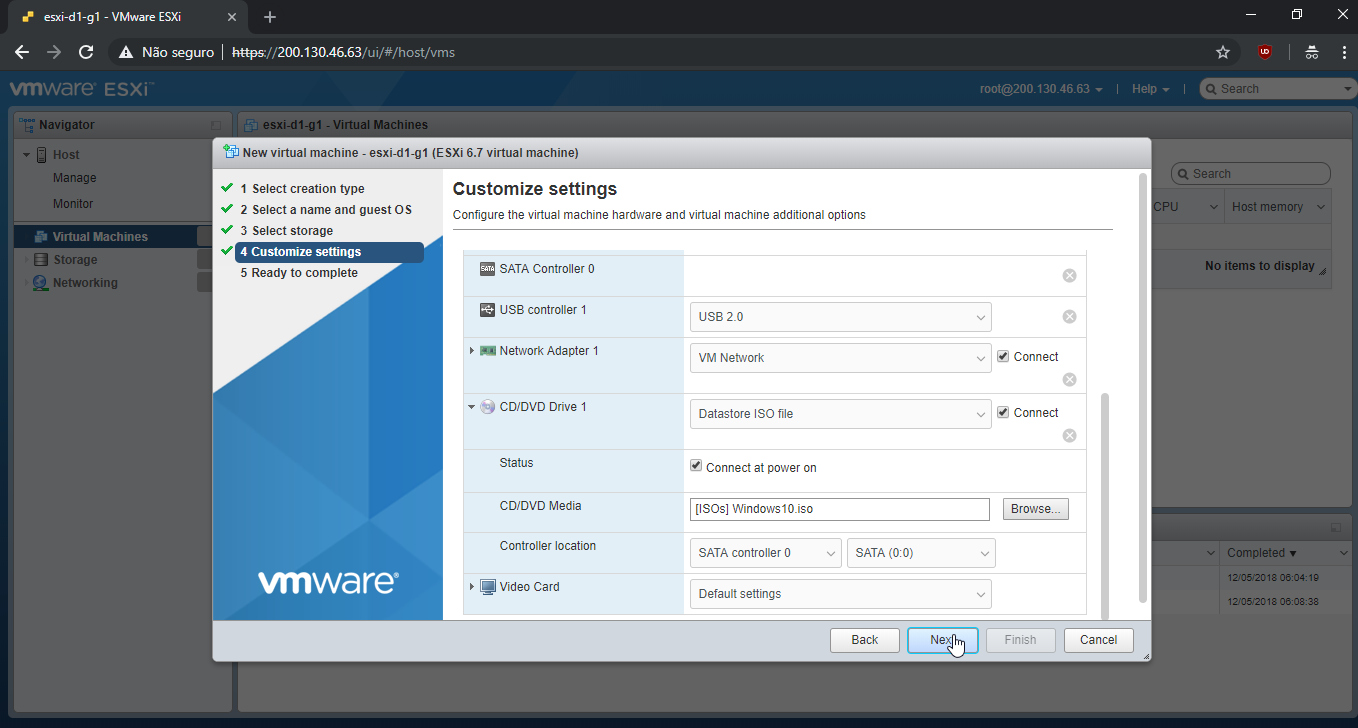 esxi-d1-g1 - VMware ESXi
Não seguro https://200.130.46.63/ui/#/host/vms
vmware ESXi™
root@200.130.46.63 | Help | Search
Navigator
esxi-d1-g1 - Virtual Machines
Host
Manage
Monitor
Virtual Machines
Storage
Networking
Search
CPU Host memory
No items to display
Completed ▼
12/05/2018 06:04:19
12/05/2018 06:08:38
New virtual machine - esxi-d1-g1 (ESXi 6.7 virtual machine)
1 Select creation type
2 Select a name and guest OS
3 Select storage
4 Customize settings
5 Ready to complete
vmware®
Customize settings
Configure the virtual machine hardware and virtual machine additional options
SATA Controller 0
USB controller 1 USB 2.0
Network Adapter 1 VM Network Connect
CD/DVD Drive 1 Datastore ISO file Connect
Status Connect at power on
CD/DVD Media [ISOs] Windows10.iso Browse...
Controller location SATA controller 0 SATA (0:0)
Video Card Default settings
Back Next Finish Cancel